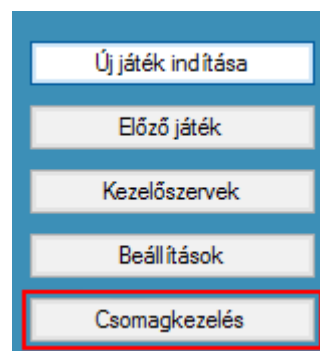 Új játék indítása
Előző játék
Kezelőszervek
Beállítások
Csomagkezelés